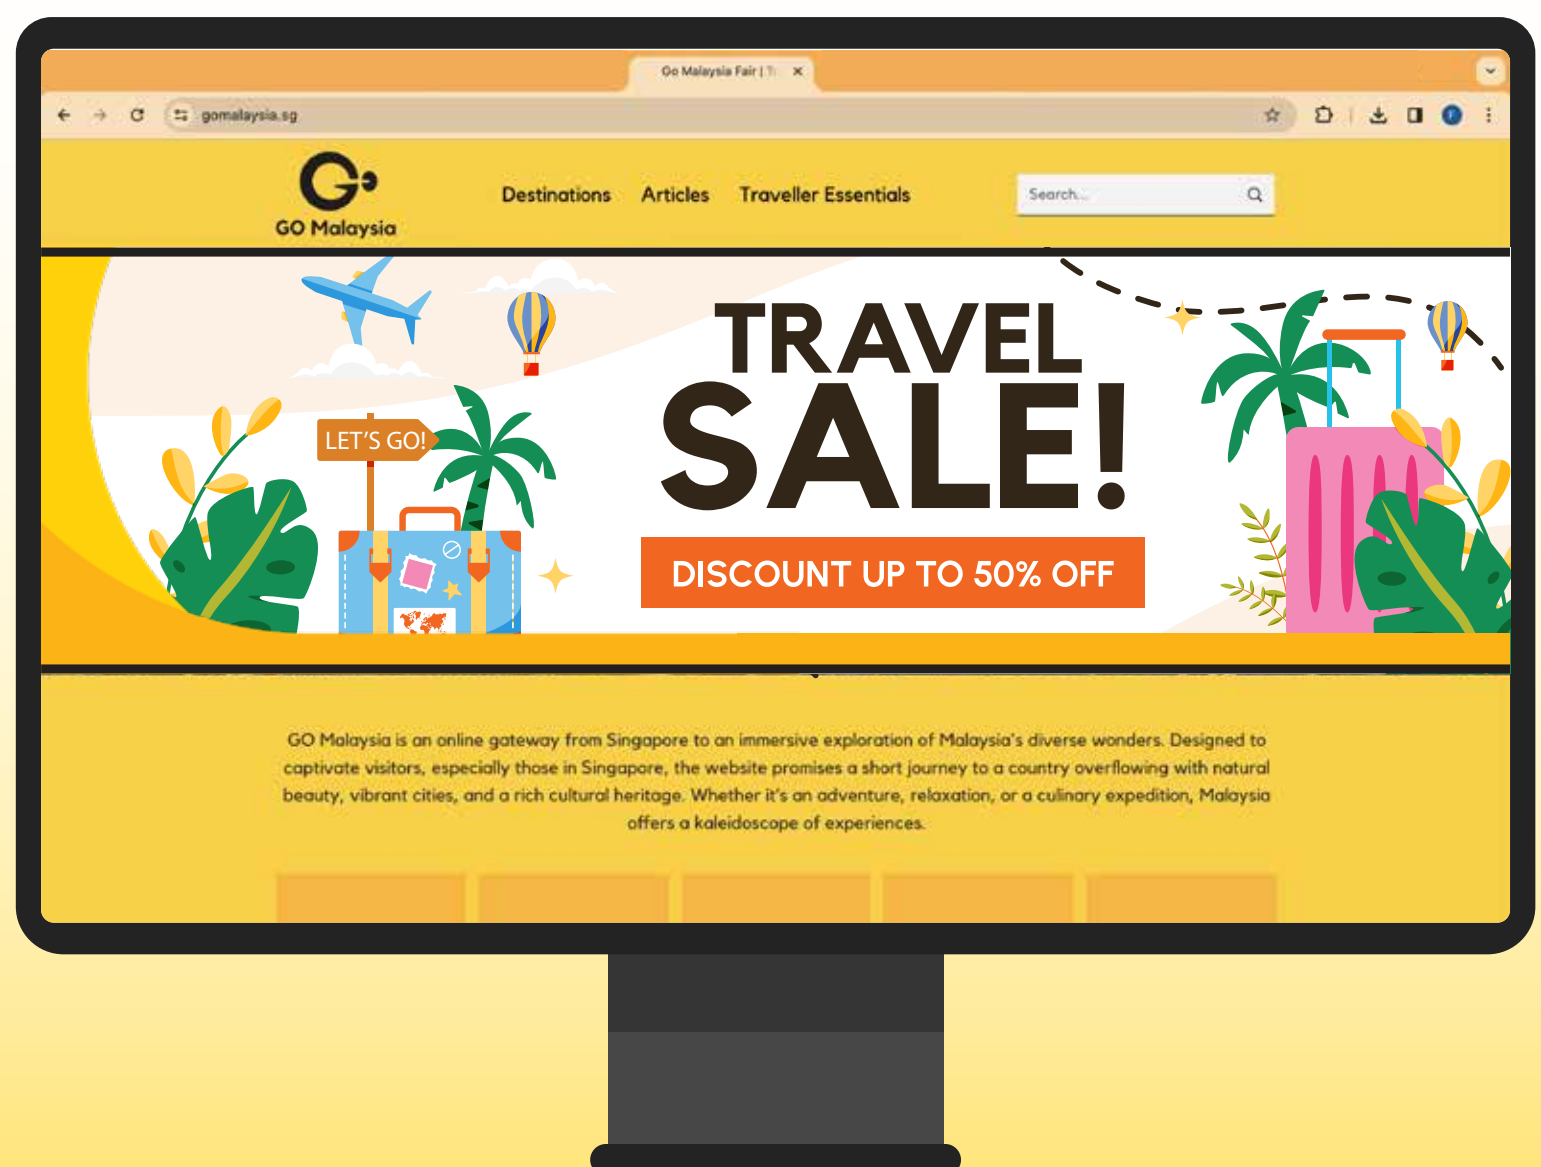 Go Malaysia Fair |
gomalaysia.sg
GO Malaysia
Destinations Articles Traveller Essentials
Search...
TRAVEL
SALE!
LET'S GO!
DISCOUNT UP TO 50% OFF
GO Malaysia is an online gateway from Singapore to an immersive exploration of Malaysia's diverse wonders. Designed to
captivate visitors, especially those in Singapore, the website promises a short journey to a country overflowing with natural
beauty, vibrant cities, and a rich cultural heritage. Whether it's an adventure, relaxation, or a culinary expedition, Malaysia
offers a kaleidoscope of experiences.